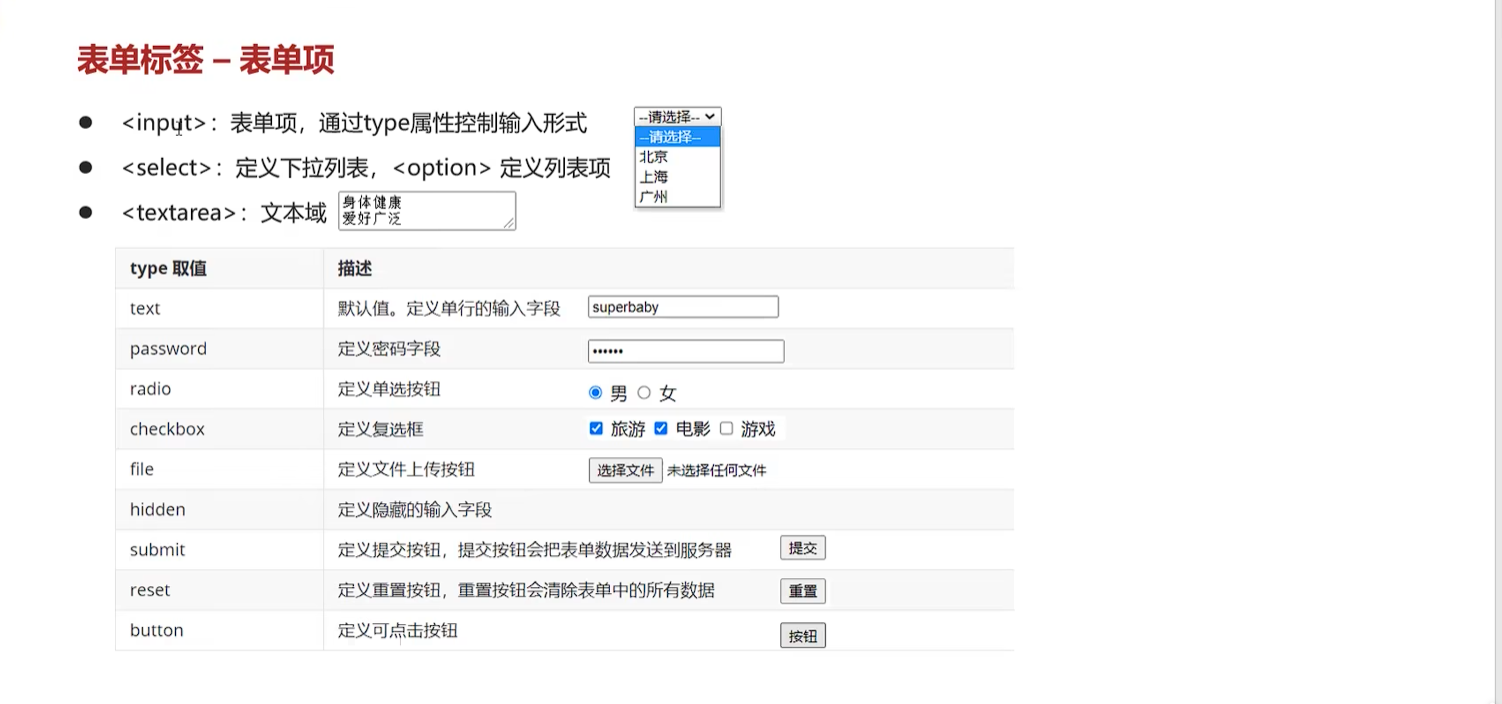 表单标签 – 表单项
● <input>：表单项，通过type属性控制输入形式
● <select>：定义下拉列表，<option> 定义列表项
● <textarea>：文本域
身体健康
爱好广泛
--请选择--
--请选择--
北京
上海
广州
type 取值 描述
text 默认值。定义单行的输入字段 superbaby
password 定义密码字段 ••••••
radio 定义单选按钮 男 女
checkbox 定义复选框 旅游 电影 游戏
file 定义文件上传按钮 选择文件 未选择任何文件
hidden 定义隐藏的输入字段
submit 定义提交按钮，提交按钮会把表单数据发送到服务器 提交
reset 定义重置按钮，重置按钮会清除表单中的所有数据 重置
button 定义可点击按钮 按钮